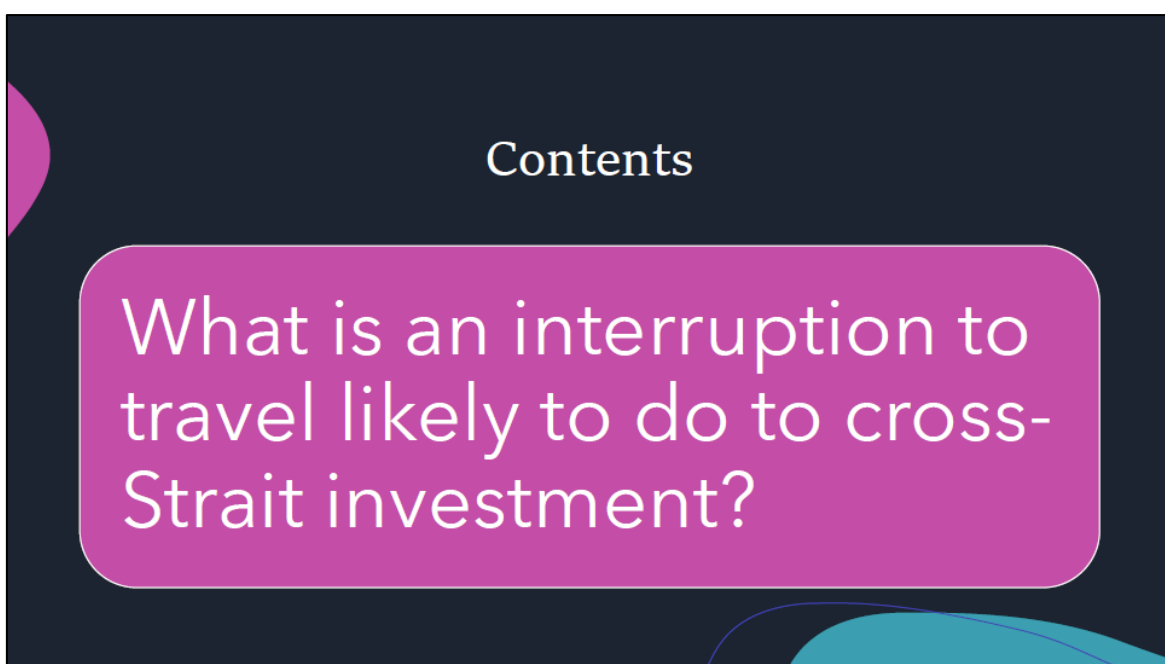 Contents
What is an interruption to
travel likely to do to cross-
Strait investment?